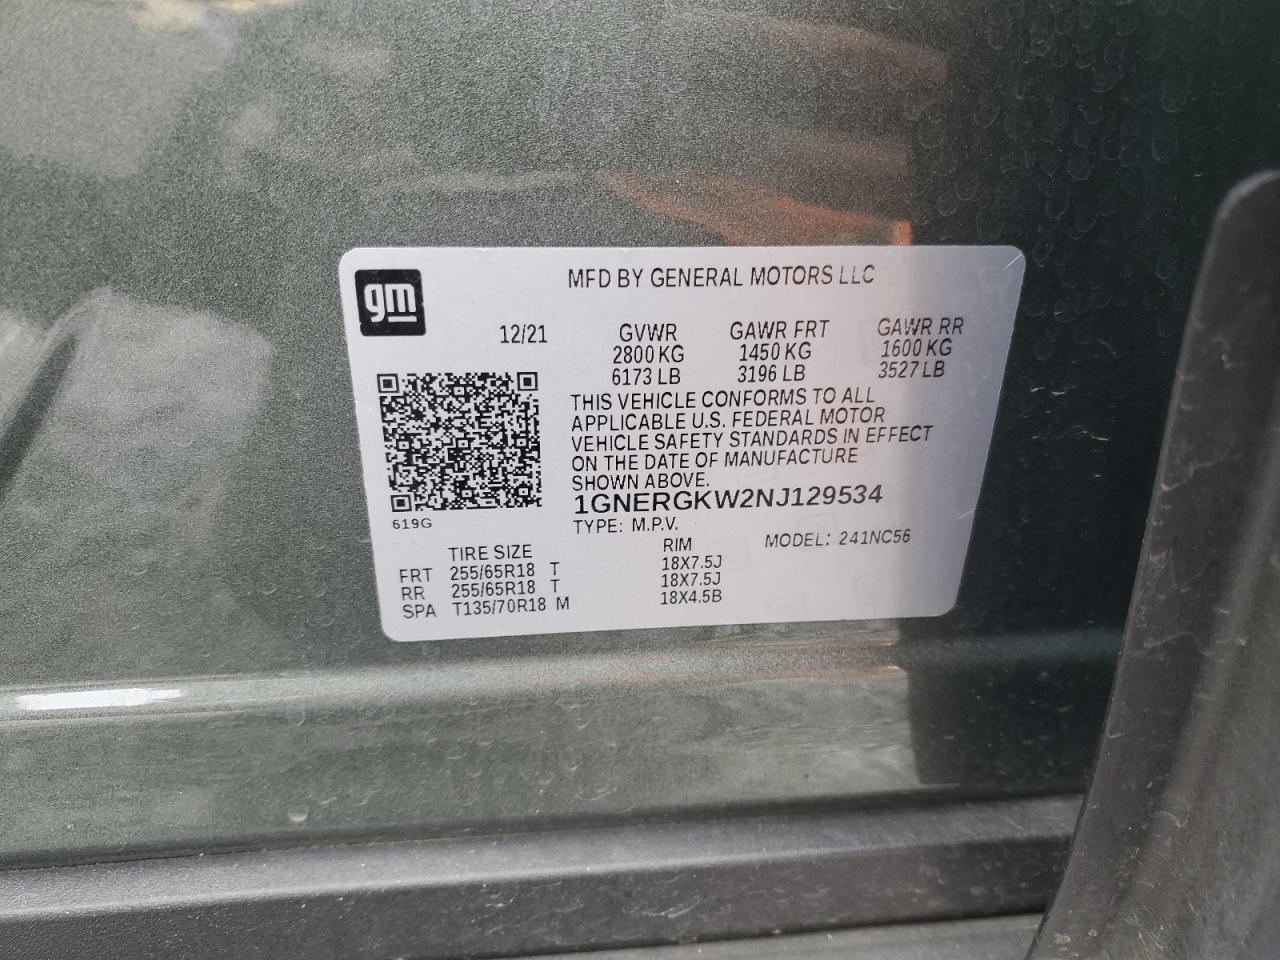 gm
MFD BY GENERAL MOTORS LLC
12/21 GVWR GAWR FRT GAWR RR
2800 KG 1450 KG 1600 KG
6173 LB 3196 LB 3527 LB
THIS VEHICLE CONFORMS TO ALL
APPLICABLE U.S. FEDERAL MOTOR
VEHICLE SAFETY STANDARDS IN EFFECT
ON THE DATE OF MANUFACTURE
SHOWN ABOVE.
1GNERGKW2NJ129534
619G
TYPE: M.P.V. MODEL: 241NC56
TIRE SIZE RIM
FRT 255/65R18 T 18X7.5J
RR 255/65R18 T 18X7.5J
SPA T135/70R18 M 18X4.5B